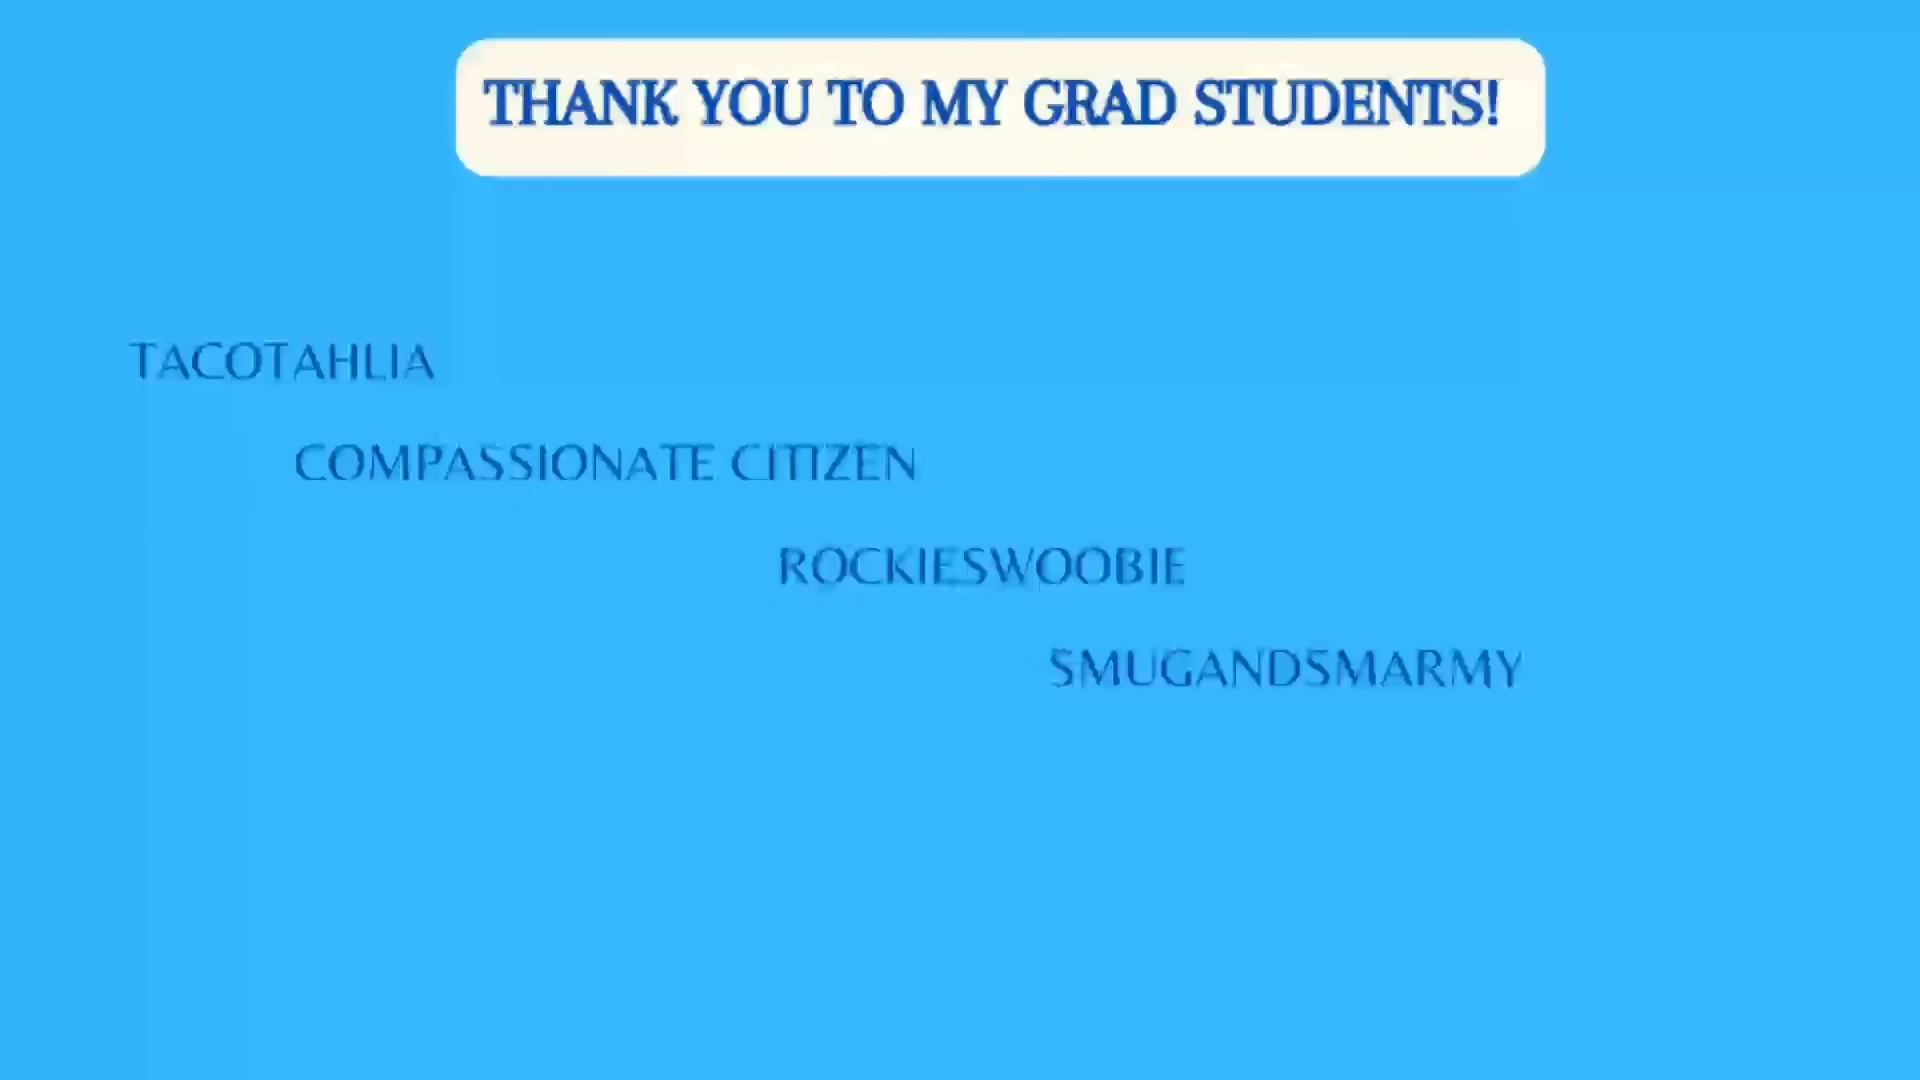 THANK YOU TO MY GRAD STUDENTS!
TACOTAHLIA
COMPASSIONATE CITIZEN
ROCKIESWOOBIE
SMUGANDSMARMY